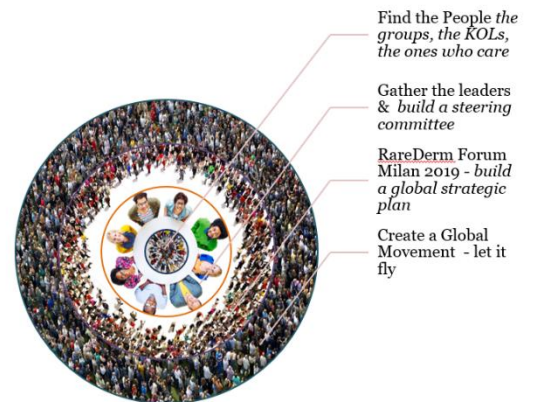 Find the People the
groups, the KOLs,
the ones who care
Gather the leaders
& build a steering
committee
RareDerm Forum
Milan 2019 - build
a global strategic
plan
Create a Global
Movement - let it
fly